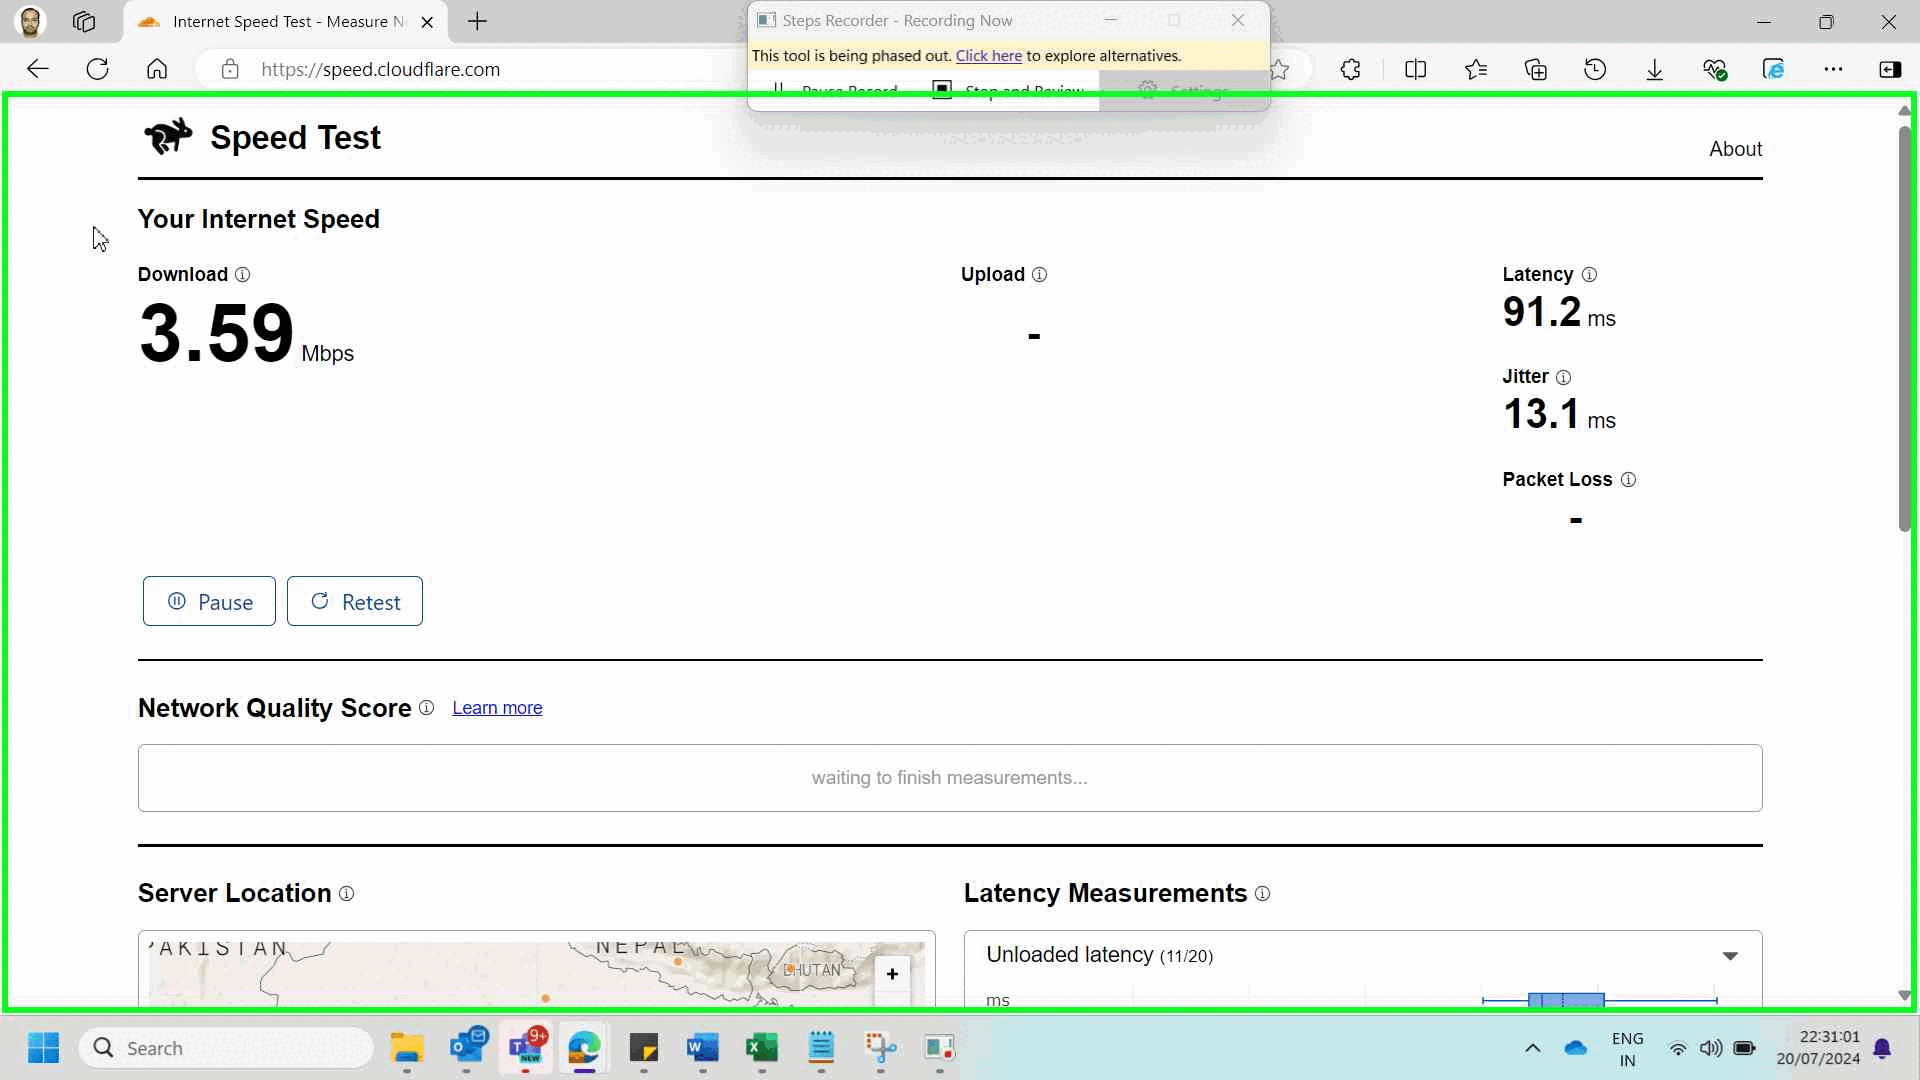 Internet Speed Test - Measure N
Steps Recorder - Recording Now
This tool is being phased out. Click here to explore alternatives.
https://speed.cloudflare.com
Pause Record
Stop and Review
Settings
Speed Test
About
Your Internet Speed
Download
Upload
Latency
3.59 Mbps
-
91.2 ms
Jitter
13.1 ms
Packet Loss
-
Pause
Retest
Network Quality Score
Learn more
waiting to finish measurements...
Server Location
Latency Measurements
PAKISTAN
NEPAL
BHUTAN
+
Unloaded latency (11/20)
ms
Search
9+
NEW
ENG
IN
22:31:01
20/07/2024